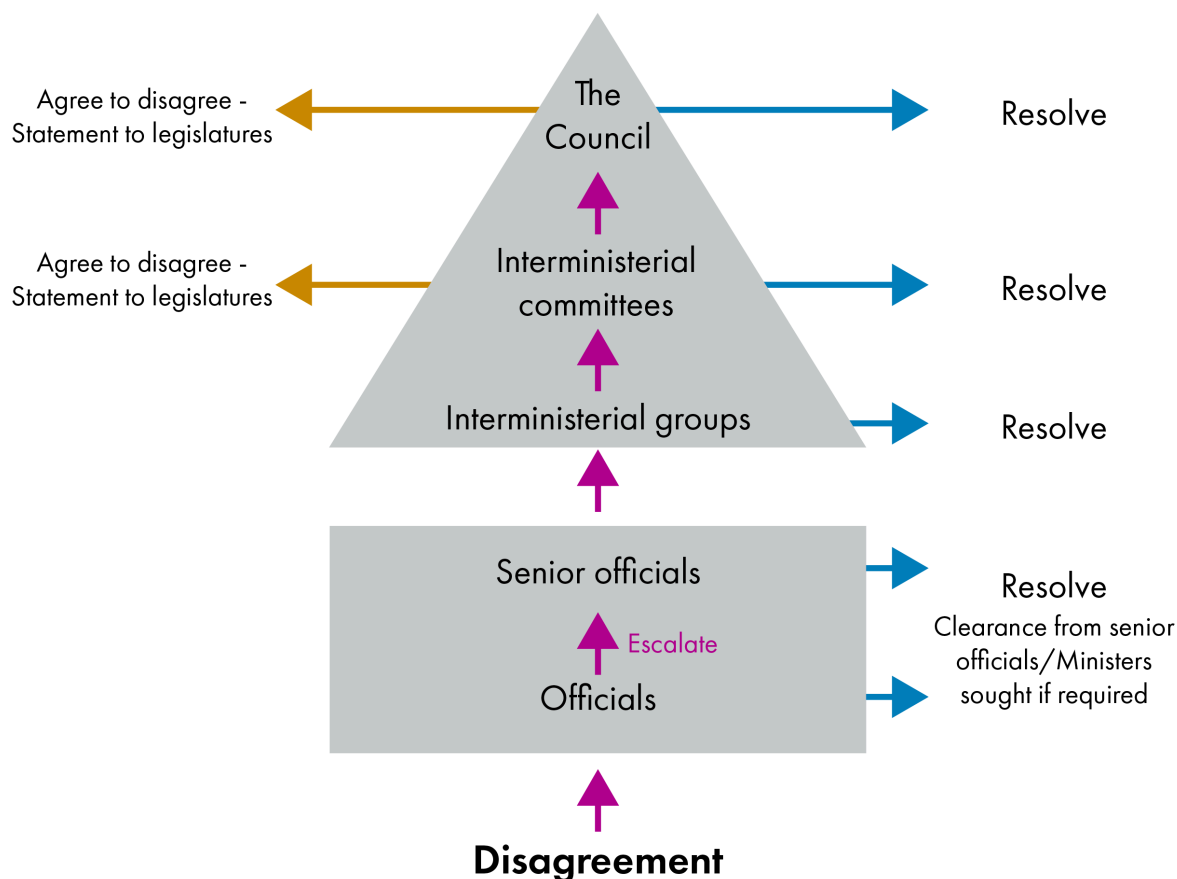 Agree to disagree -
Statement to legislatures
The
Council
Resolve
Agree to disagree -
Statement to legislatures
Interministerial
committees
Resolve
Interministerial groups
Resolve
Senior officials
Resolve
Escalate
Clearance from senior
officials/Ministers
sought if required
Officials
Disagreement